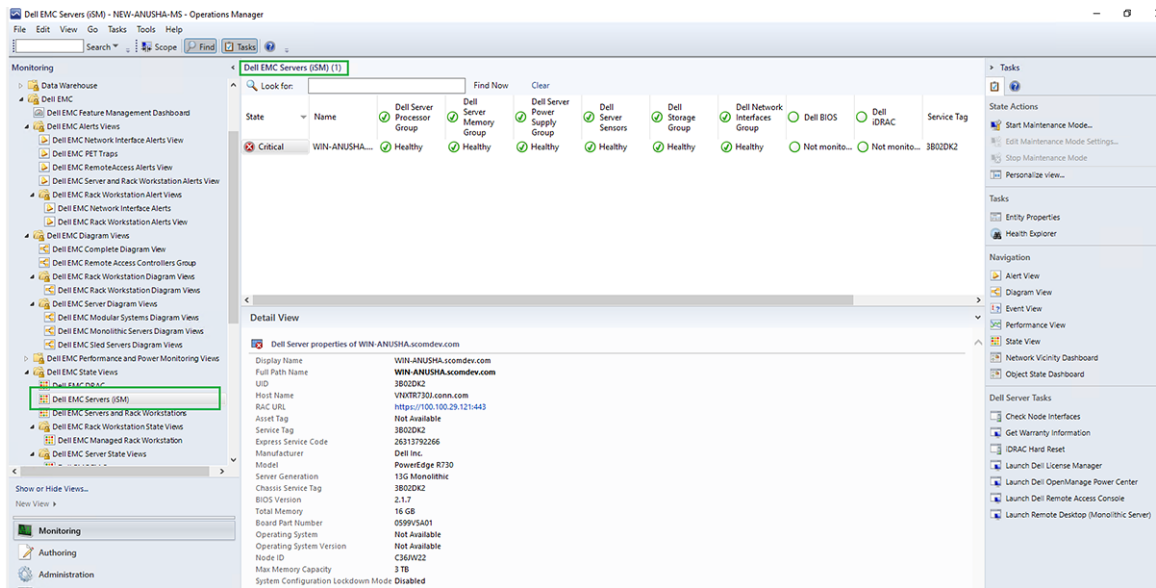 Dell EMC Servers (iSM) - NEW-ANUSHA-MS - Operations Manager
File Edit View Go Tasks Tools Help
Search Scope Find Tasks
Monitoring
Data Warehouse
Dell EMC
Dell EMC Feature Management Dashboard
Dell EMC Alerts Views
Dell EMC Network Interface Alerts View
Dell EMC PET Traps
Dell EMC RemoteAccess Alerts View
Dell EMC Server and Rack Workstation Alerts View
Dell EMC Rack Workstation Alert Views
Dell EMC Network Interface Alerts
Dell EMC Rack Workstation Alerts View
Dell EMC Diagram Views
Dell EMC Complete Diagram View
Dell EMC Remote Access Controllers Group
Dell EMC Rack Workstation Diagram Views
Dell EMC Rack Workstation Diagram Views
Dell EMC Server Diagram Views
Dell EMC Modular Systems Diagram Views
Dell EMC Monolithic Servers Diagram Views
Dell EMC Sled Servers Diagram Views
Dell EMC Performance and Power Monitoring Views
Dell EMC State Views
Dell EMC DRAC
Dell EMC Servers (iSM)
Dell EMC Servers and Rack Workstations
Dell EMC Rack Workstation State Views
Dell EMC Managed Rack Workstation
Dell EMC Server State Views
Show or Hide Views...
New View
Monitoring
Authoring
Administration
Dell EMC Servers (iSM) (1)
Look for: Find Now Clear
State Name Dell Server Processor Group Dell Server Memory Group Dell Server Power Supply Group Dell Server Sensors Dell Storage Group Dell Network Interfaces Group Dell BIOS Dell iDRAC Service Tag
Critical WIN-ANUSHA.... Healthy Healthy Healthy Healthy Healthy Healthy Not monito... Not monito... 3B02DK2
Detail View
Dell Server properties of WIN-ANUSHA.scomdev.com
Display Name WIN-ANUSHA.scomdev.com
Full Path Name WIN-ANUSHA.scomdev.com
UID 3B02DK2
Host Name VNXTR730J.conn.com
RAC URL https://100.100.29.121:443
Asset Tag Not Available
Service Tag 3B02DK2
Express Service Code 26313792266
Manufacturer Dell Inc.
Model PowerEdge R730
Server Generation 13G Monolithic
Chassis Service Tag 3B02DK2
BIOS Version 2.1.7
Total Memory 16 GB
Board Part Number 0599V5A01
Operating System Not Available
Operating System Version Not Available
Node ID C36JW22
Max Memory Capacity 3 TB
System Configuration Lockdown Mode Disabled
Tasks
State Actions
Start Maintenance Mode...
Edit Maintenance Mode Settings...
Stop Maintenance Mode
Personalize view...
Tasks
Entity Properties
Health Explorer
Navigation
Alert View
Diagram View
Event View
Performance View
State View
Network Vicinity Dashboard
Object State Dashboard
Dell Server Tasks
Check Node Interfaces
Get Warranty Information
iDRAC Hard Reset
Launch Dell License Manager
Launch Dell OpenManage Power Center
Launch Dell Remote Access Console
Launch Remote Desktop (Monolithic Server)